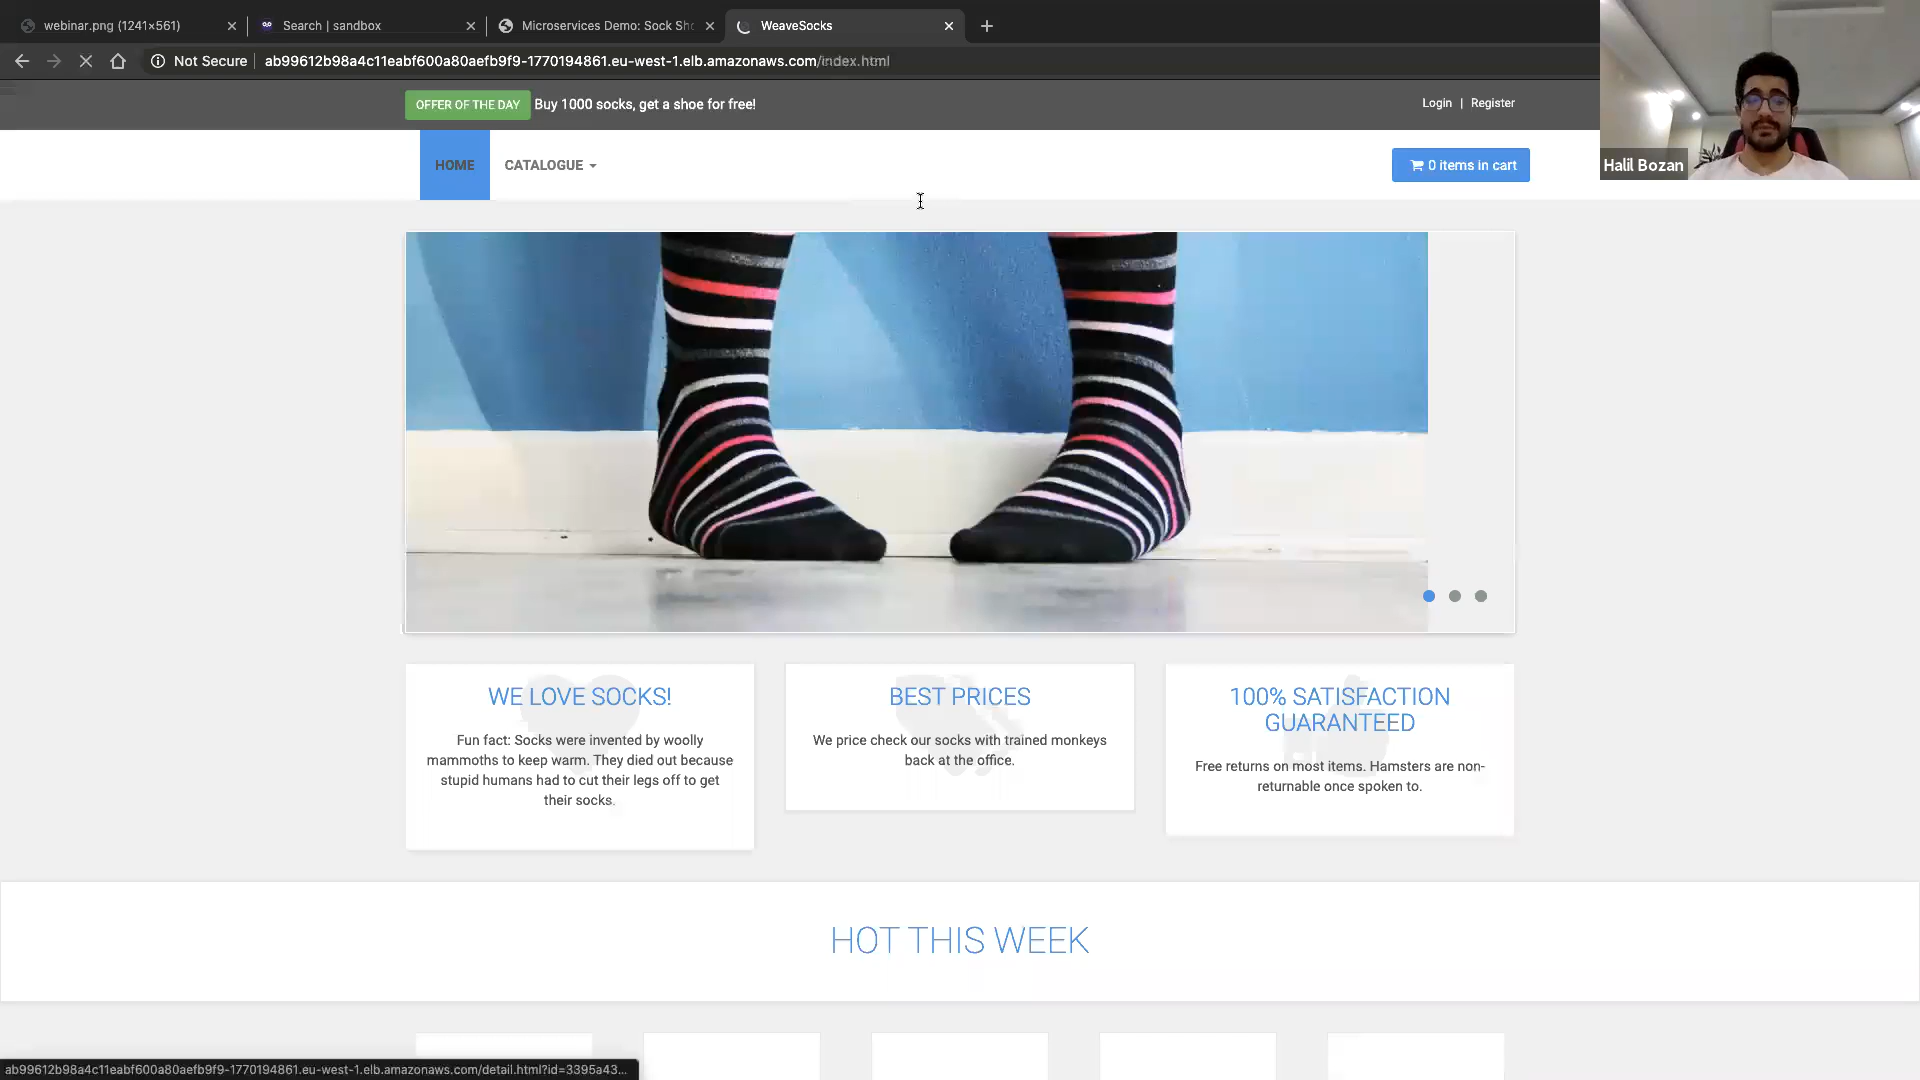 webinar.png (1241×561)
Search | sandbox
Microservices Demo: Sock Sho
WeaveSocks
Not Secure
ab99612b98a4c11eabf600a80aefb9f9-1770194861.eu-west-1.elb.amazonaws.com/index.html
OFFER OF THE DAY Buy 1000 socks, get a shoe for free!
Login | Register
HOME
CATALOGUE
0 items in cart
Halil Bozan
WE LOVE SOCKS!
Fun fact: Socks were invented by woolly
mammoths to keep warm. They died out because
stupid humans had to cut their legs off to get
their socks.
BEST PRICES
We price check our socks with trained monkeys
back at the office.
100% SATISFACTION
GUARANTEED
Free returns on most items. Hamsters are non-
returnable once spoken to.
HOT THIS WEEK
ab99612b98a4c11eabf600a80aefb9f9-1770194861.eu-west-1.elb.amazonaws.com/detail.html?id=3395a43...